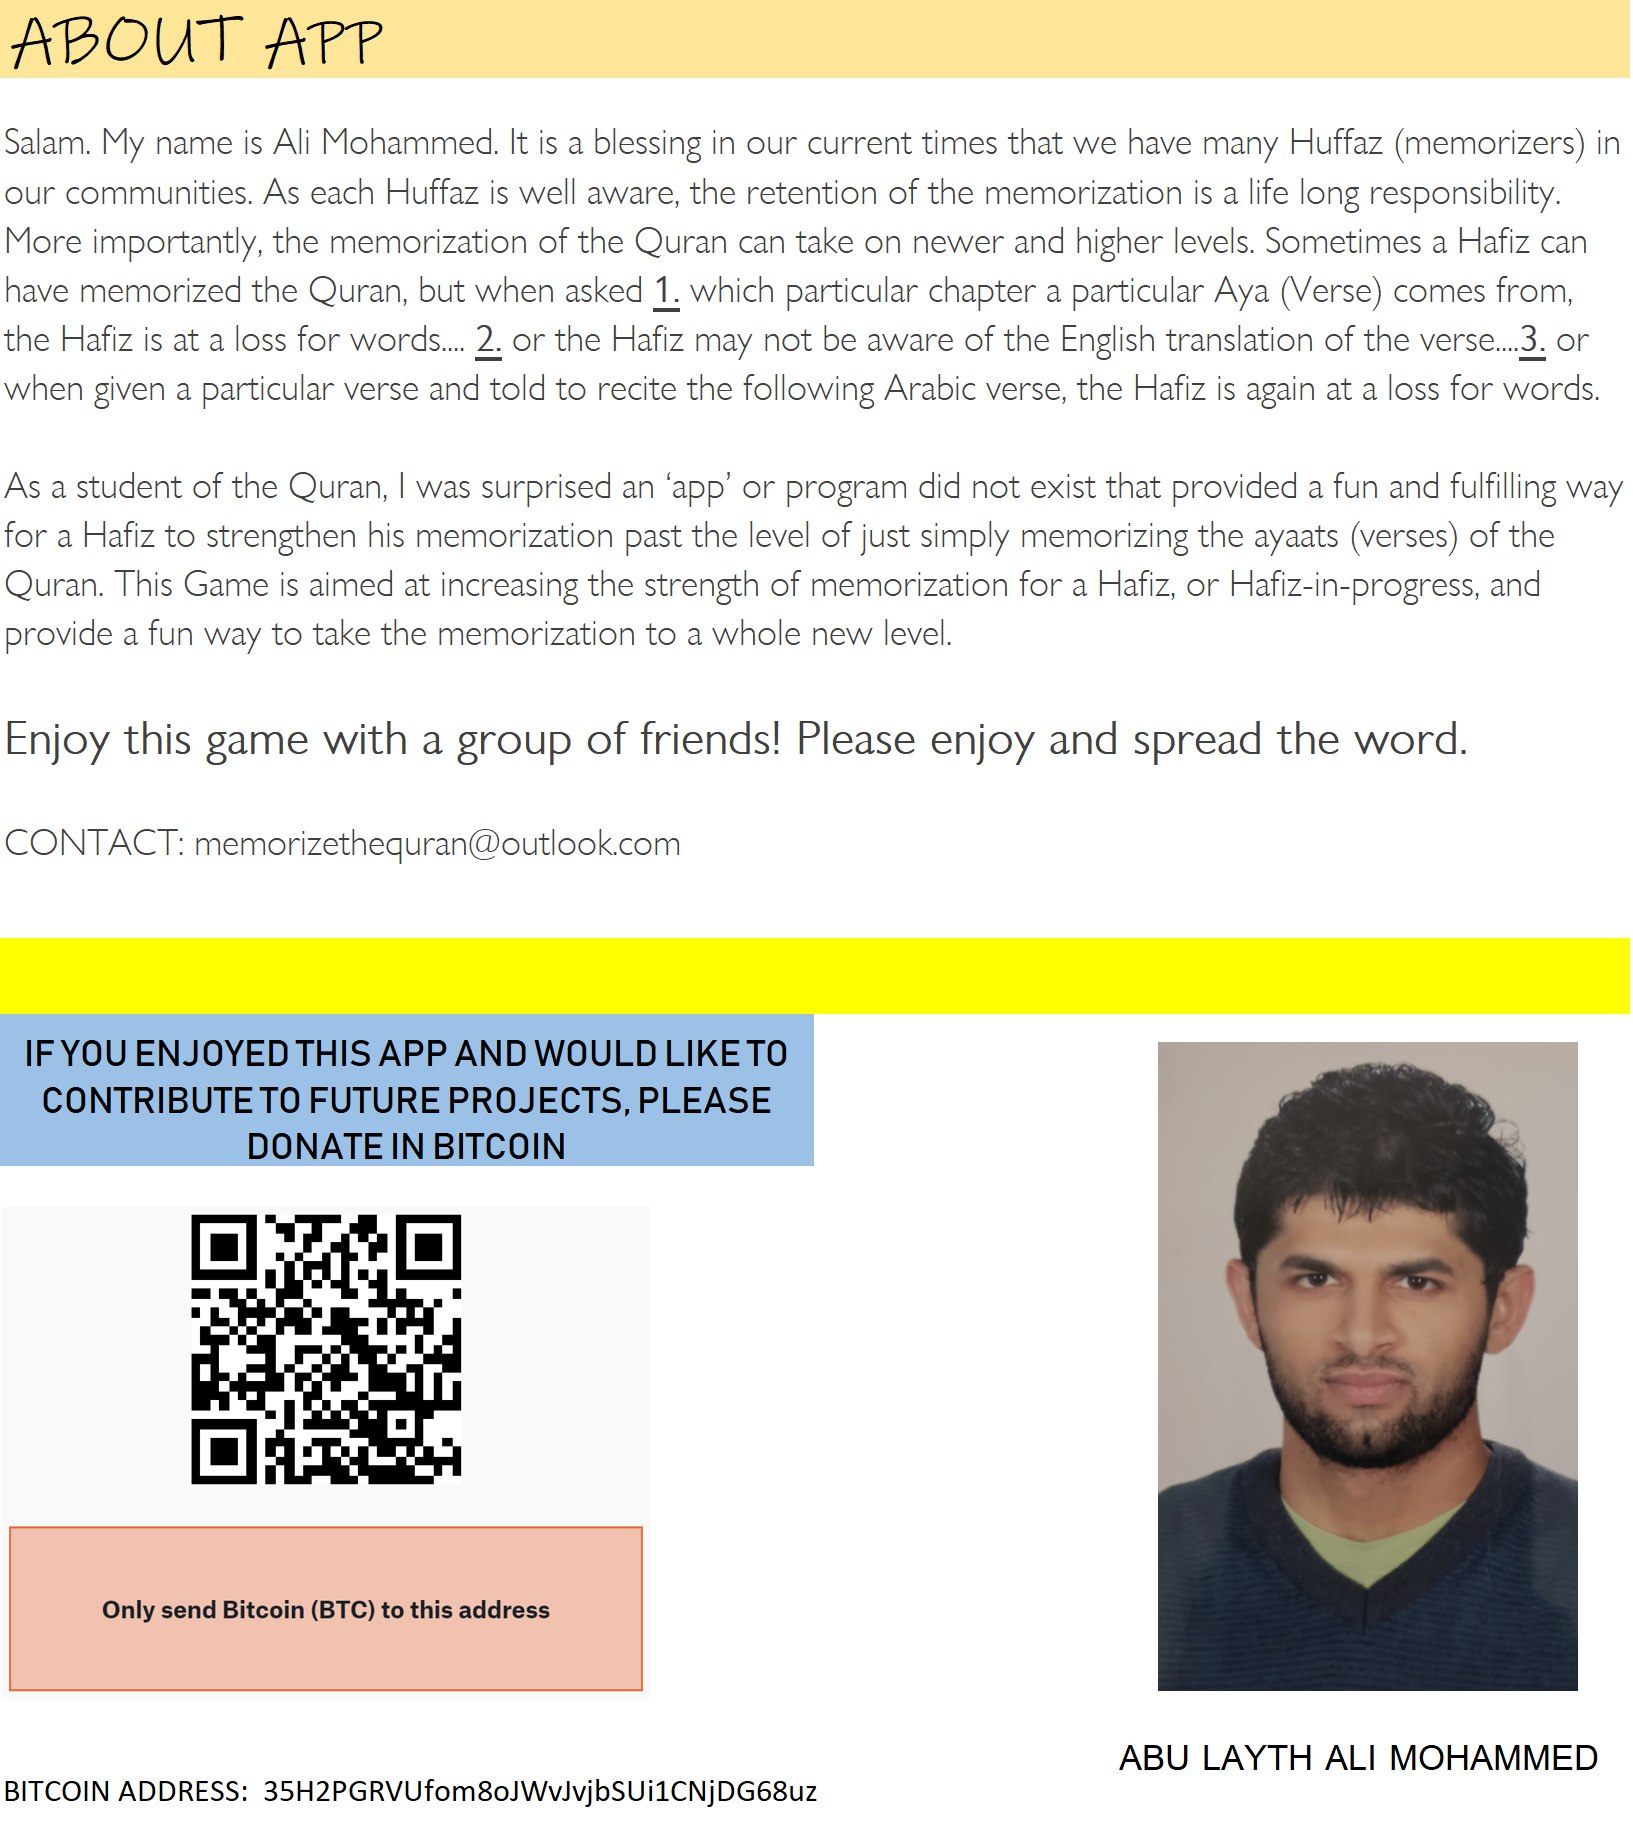 ABOUT APP
Salam. My name is Ali Mohammed. It is a blessing in our current times that we have many Huffaz (memorizers) in
our communities. As each Huffaz is well aware, the retention of the memorization is a life long responsibility.
More importantly, the memorization of the Quran can take on newer and higher levels. Sometimes a Hafiz can
have memorized the Quran, but when asked 1. which particular chapter a particular Aya (Verse) comes from,
the Hafiz is at a loss for words.... 2. or the Hafiz may not be aware of the English translation of the verse....3. or
when given a particular verse and told to recite the following Arabic verse, the Hafiz is again at a loss for words.
As a student of the Quran, I was surprised an ‘app’ or program did not exist that provided a fun and fulfilling way
for a Hafiz to strengthen his memorization past the level of just simply memorizing the ayaats (verses) of the
Quran. This Game is aimed at increasing the strength of memorization for a Hafiz, or Hafiz-in-progress, and
provide a fun way to take the memorization to a whole new level.
Enjoy this game with a group of friends! Please enjoy and spread the word.
CONTACT: memorizethequran@outlook.com
IF YOU ENJOYED THIS APP AND WOULD LIKE TO
CONTRIBUTE TO FUTURE PROJECTS, PLEASE
DONATE IN BITCOIN
Only send Bitcoin (BTC) to this address
ABU LAYTH ALI MOHAMMED
BITCOIN ADDRESS: 35H2PGRVUfom8oJWvJvjbSUi1CNjDG68uz